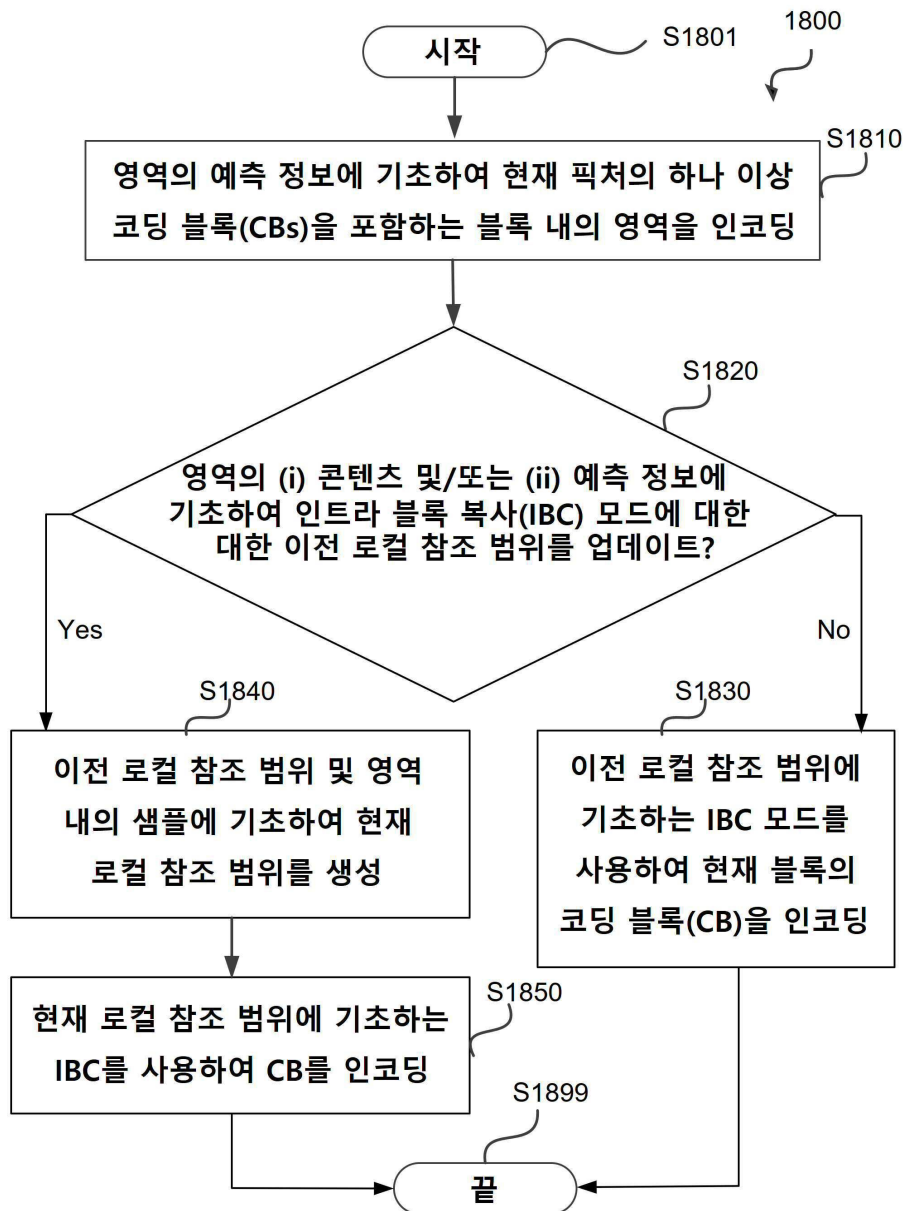 시작
S1801
1800
S1810
영역의 예측 정보에 기초하여 현재 픽처의 하나 이상
코딩 블록(CBs)을 포함하는 블록 내의 영역을 인코딩
S1820
영역의 (i) 콘텐츠 및/또는 (ii) 예측 정보에
기초하여 인트라 블록 복사(IBC) 모드에 대한
대한 이전 로컬 참조 범위를 업데이트?
Yes
No
S1840
이전 로컬 참조 범위 및 영역
내의 샘플에 기초하여 현재
로컬 참조 범위를 생성
S1830
이전 로컬 참조 범위에
기초하는 IBC 모드를
사용하여 현재 블록의
코딩 블록(CB)을 인코딩
S1850
현재 로컬 참조 범위에 기초하는
IBC를 사용하여 CB를 인코딩
S1899
끝